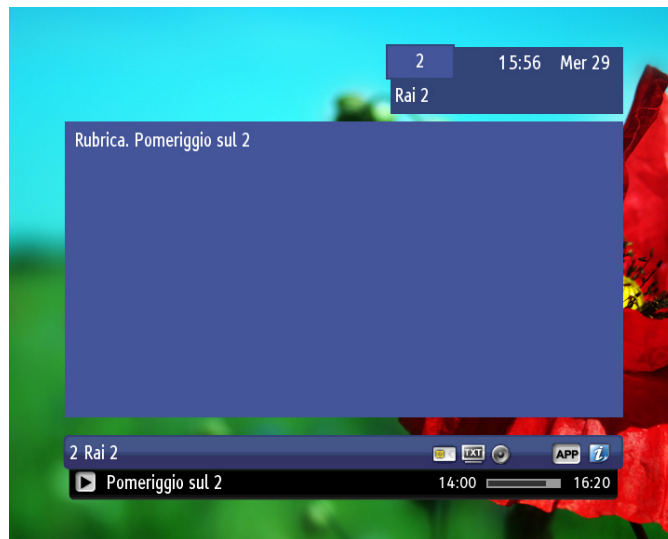 2 15:56 Mer 29
Rai 2
Rubrica. Pomeriggio sul 2
2 Rai 2 TXT APP i
Pomeriggio sul 2 14:00 16:20